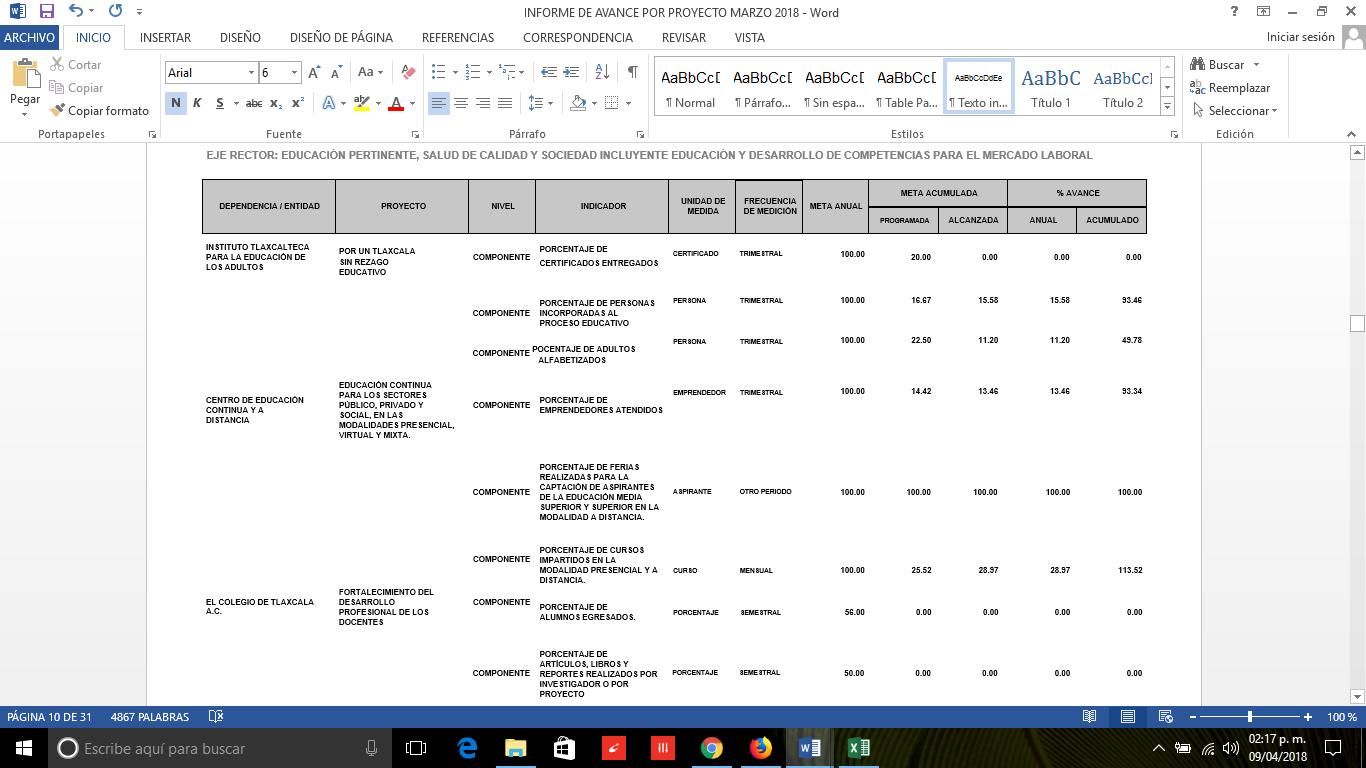 INFORME DE AVANCE POR PROYECTO MARZO 2018 - Word
ARCHIVO INICIO INSERTAR DISEÑO DISEÑO DE PÁGINA REFERENCIAS CORRESPONDENCIA REVISAR VISTA Iniciar sesión
Pegar
Cortar
Copiar
Copiar formato
Portapapeles
Arial 6
N K S abc x₂ x²
Fuente
Párrafo
AaBbCcD AaBbCcD AaBbCcD AaBbCcD AaBbCcDdEe AaBbC AaBbCcI
¶ Normal ¶ Párrafo... ¶ Sin espa... ¶ Table Pa... ¶ Texto in... Título 1 Título 2
Estilos
Buscar
Reemplazar
Seleccionar
Edición
EJE RECTOR: EDUCACIÓN PERTINENTE, SALUD DE CALIDAD Y SOCIEDAD INCLUYENTE EDUCACIÓN Y DESARROLLO DE COMPETENCIAS PARA EL MERCADO LABORAL
DEPENDENCIA / ENTIDAD PROYECTO NIVEL INDICADOR UNIDAD DE MEDIDA FRECUENCIA DE MEDICIÓN META ANUAL META ACUMULADA % AVANCE
PROGRAMADA ALCANZADA ANUAL ACUMULADO
INSTITUTO TLAXCALTECA
PARA LA EDUCACIÓN DE
LOS ADULTOS
POR UN TLAXCALA
SIN REZAGO
EDUCATIVO
COMPONENTE
PORCENTAJE DE
CERTIFICADOS ENTREGADOS
CERTIFICADO TRIMESTRAL 100.00 20.00 0.00 0.00 0.00
COMPONENTE
PORCENTAJE DE PERSONAS
INCORPORADAS AL
PROCESO EDUCATIVO
PERSONA TRIMESTRAL 100.00 16.67 15.58 15.58 93.46
COMPONENTE
POCENTAJE DE ADULTOS
ALFABETIZADOS
PERSONA TRIMESTRAL 100.00 22.50 11.20 11.20 49.78
CENTRO DE EDUCACIÓN
CONTINUA Y A
DISTANCIA
EDUCACIÓN CONTINUA
PARA LOS SECTORES
PÚBLICO, PRIVADO Y
SOCIAL, EN LAS
MODALIDADES PRESENCIAL,
VIRTUAL Y MIXTA.
COMPONENTE
PORCENTAJE DE
EMPRENDEDORES ATENDIDOS
EMPRENDEDOR TRIMESTRAL 100.00 14.42 13.46 13.46 93.34
COMPONENTE
PORCENTAJE DE FERIAS
REALIZADAS PARA LA
CAPTACIÓN DE ASPIRANTES
DE LA EDUCACIÓN MEDIA
SUPERIOR Y SUPERIOR EN LA
MODALIDAD A DISTANCIA.
ASPIRANTE OTRO PERIODO 100.00 100.00 100.00 100.00 100.00
COMPONENTE
PORCENTAJE DE CURSOS
IMPARTIDOS EN LA
MODALIDAD PRESENCIAL Y A
DISTANCIA.
CURSO MENSUAL 100.00 25.52 28.97 28.97 113.52
EL COLEGIO DE TLAXCALA
A.C.
FORTALECIMIENTO DEL
DESARROLLO
PROFESIONAL DE LOS
DOCENTES
COMPONENTE
PORCENTAJE DE
ALUMNOS EGRESADOS.
PORCENTAJE SEMESTRAL 56.00 0.00 0.00 0.00 0.00
COMPONENTE
PORCENTAJE DE
ARTÍCULOS, LIBROS Y
REPORTES REALIZADOS POR
INVESTIGADOR O POR
PROYECTO
PORCENTAJE SEMESTRAL 50.00 0.00 0.00 0.00 0.00
PÁGINA 10 DE 31 4867 PALABRAS 100 %
Escribe aquí para buscar
02:17 p. m.
09/04/2018